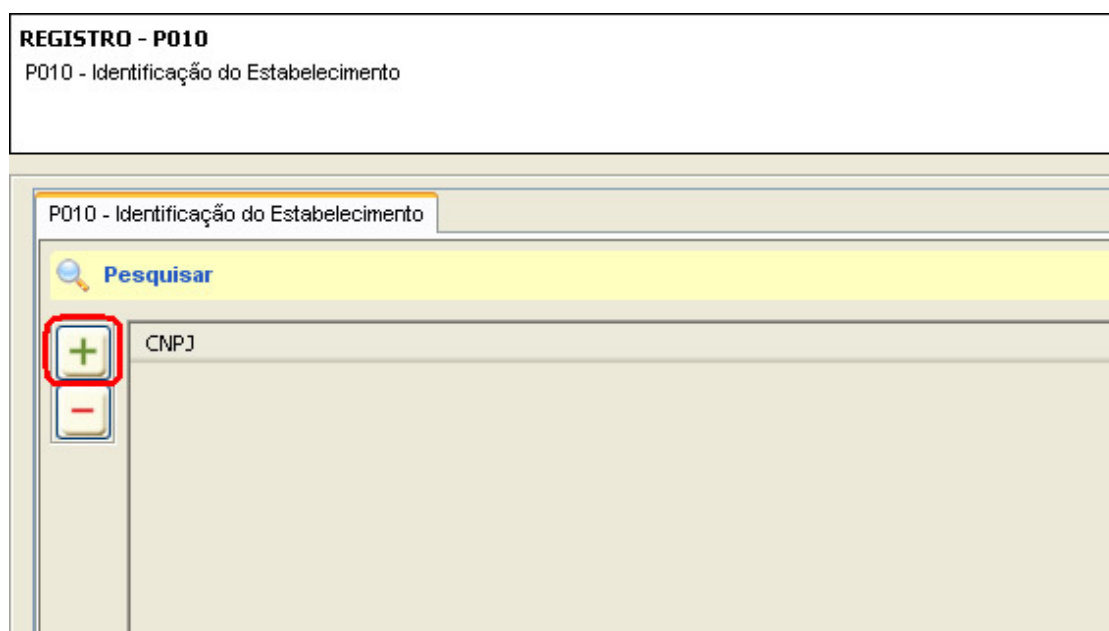 REGISTRO - P010
P010 - Identificação do Estabelecimento
P010 - Identificação do Estabelecimento
Pesquisar
CNPJ